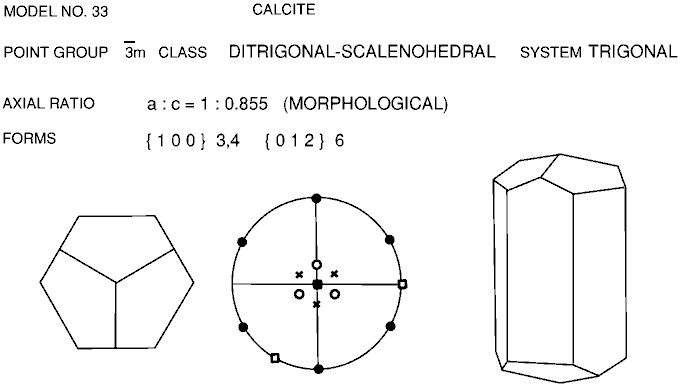 MODEL NO. 33 CALCITE
POINT GROUP 3̅m CLASS DITRIGONAL-SCALENOHEDRAL SYSTEM TRIGONAL
AXIAL RATIO a : c = 1 : 0.855 (MORPHOLOGICAL)
FORMS { 1 0 0 } 3,4 { 0 1 2 } 6